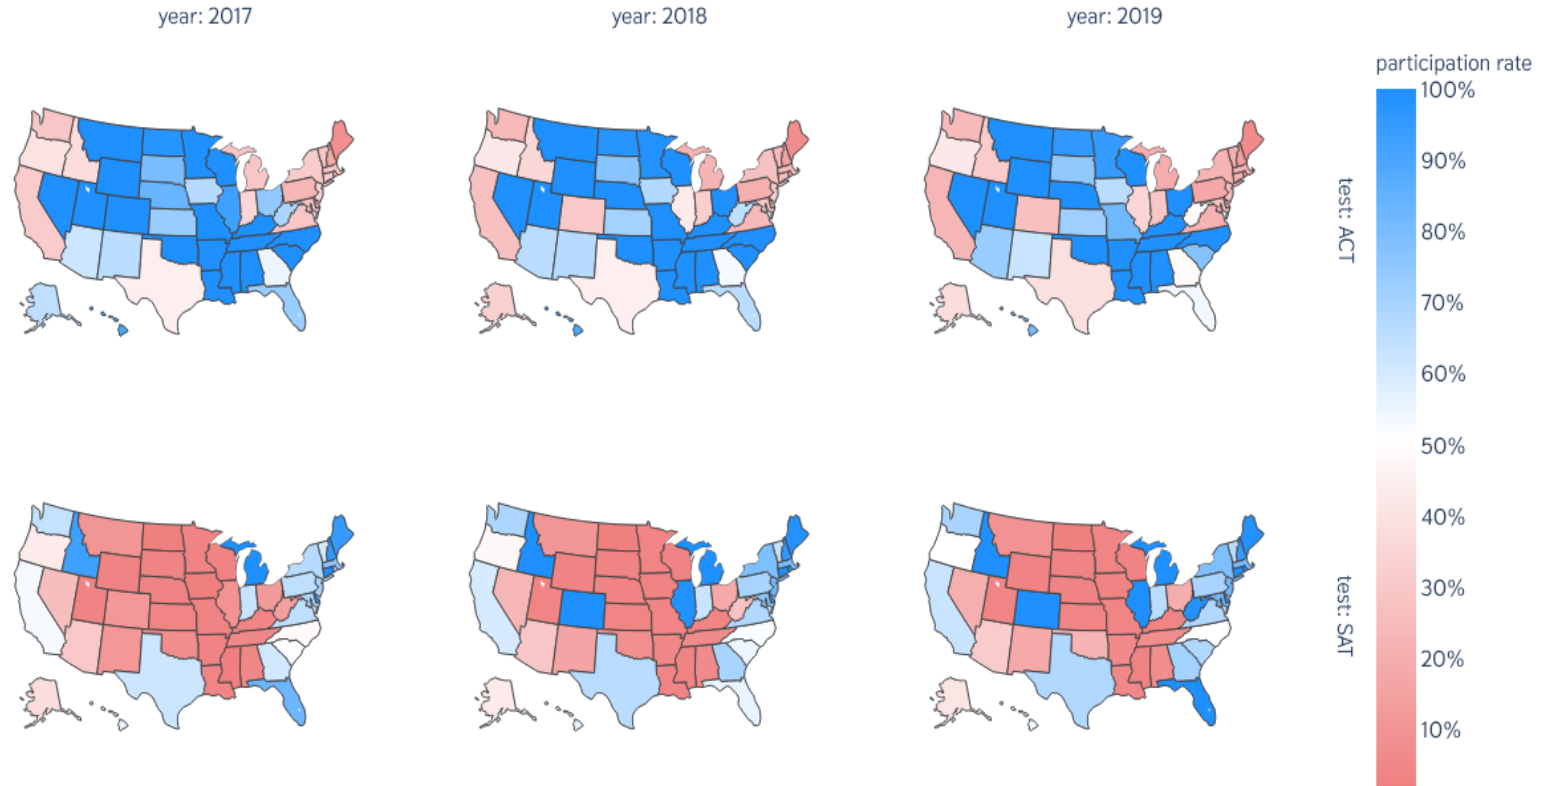 year: 2017
year: 2018
year: 2019
participation rate
100%
90%
80%
70%
60%
50%
40%
30%
20%
10%
test: ACT
test: SAT